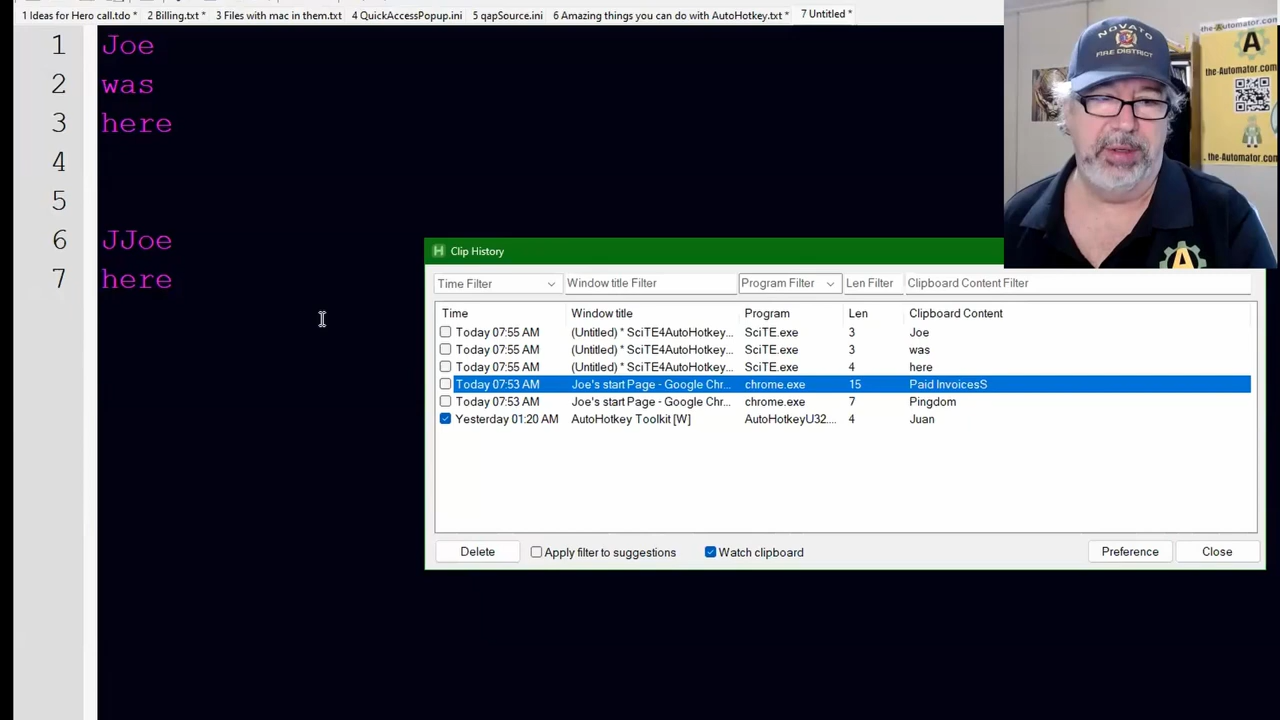 1 Ideas for Hero call.tdo * 2 Billing.txt * 3 Files with mac in them.txt 4 QuickAccessPopup.ini 5 qapSource.ini 6 Amazing things you can do with AutoHotkey.txt * 7 Untitled *
1 Joe
2 was
3 here
4
5
6 JJoe
7 here
NOVATO
FIRE DISTRICT
the-Automator.com
the-Automator.com
the-Automator.com
Clip History
Time Filter Window title Filter Program Filter Len Filter Clipboard Content Filter
Time Window title Program Len Clipboard Content
Today 07:55 AM (Untitled) * SciTE4AutoHotkey... SciTE.exe 3 Joe
Today 07:55 AM (Untitled) * SciTE4AutoHotkey... SciTE.exe 3 was
Today 07:55 AM (Untitled) * SciTE4AutoHotkey... SciTE.exe 4 here
Today 07:53 AM Joe's start Page - Google Chr... chrome.exe 15 Paid InvoicesS
Today 07:53 AM Joe's start Page - Google Chr... chrome.exe 7 Pingdom
Yesterday 01:20 AM AutoHotkey Toolkit [W] AutoHotkeyU32.... 4 Juan
Delete Apply filter to suggestions Watch clipboard Preference Close